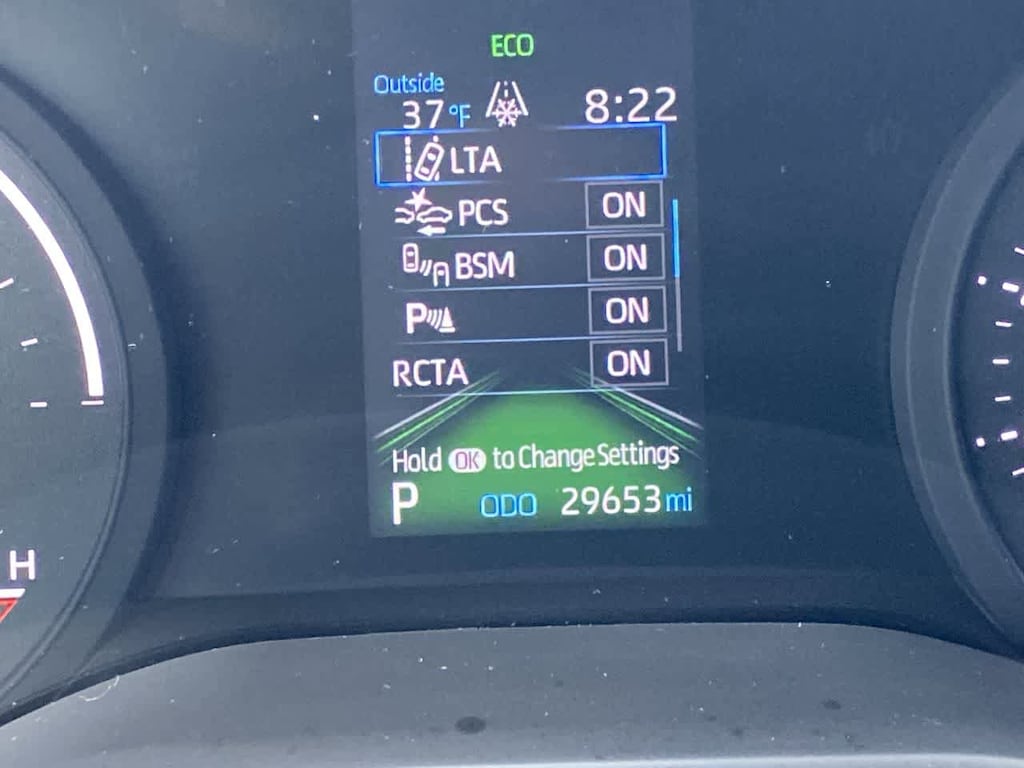 ECO
Outside
37 °F 8:22
LTA
PCS ON
BSM ON
P ON
RCTA ON
Hold OK to Change Settings
P ODO 29653 mi
H